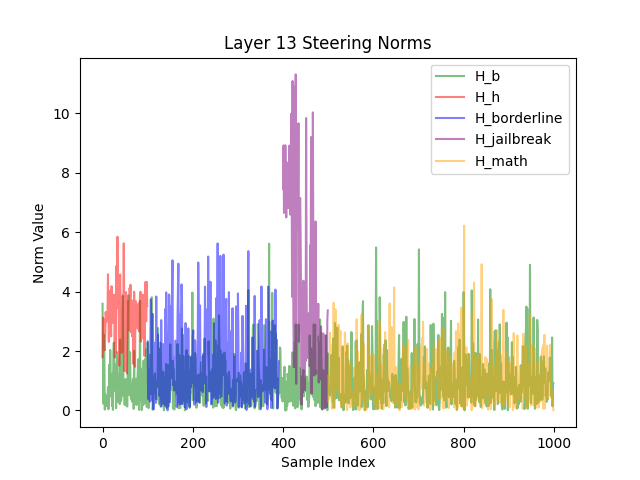 Layer 13 Steering Norms
H_b
H_h
H_borderline
H_jailbreak
H_math
Norm Value
10
8
6
4
2
0
0 200 400 600 800 1000
Sample Index